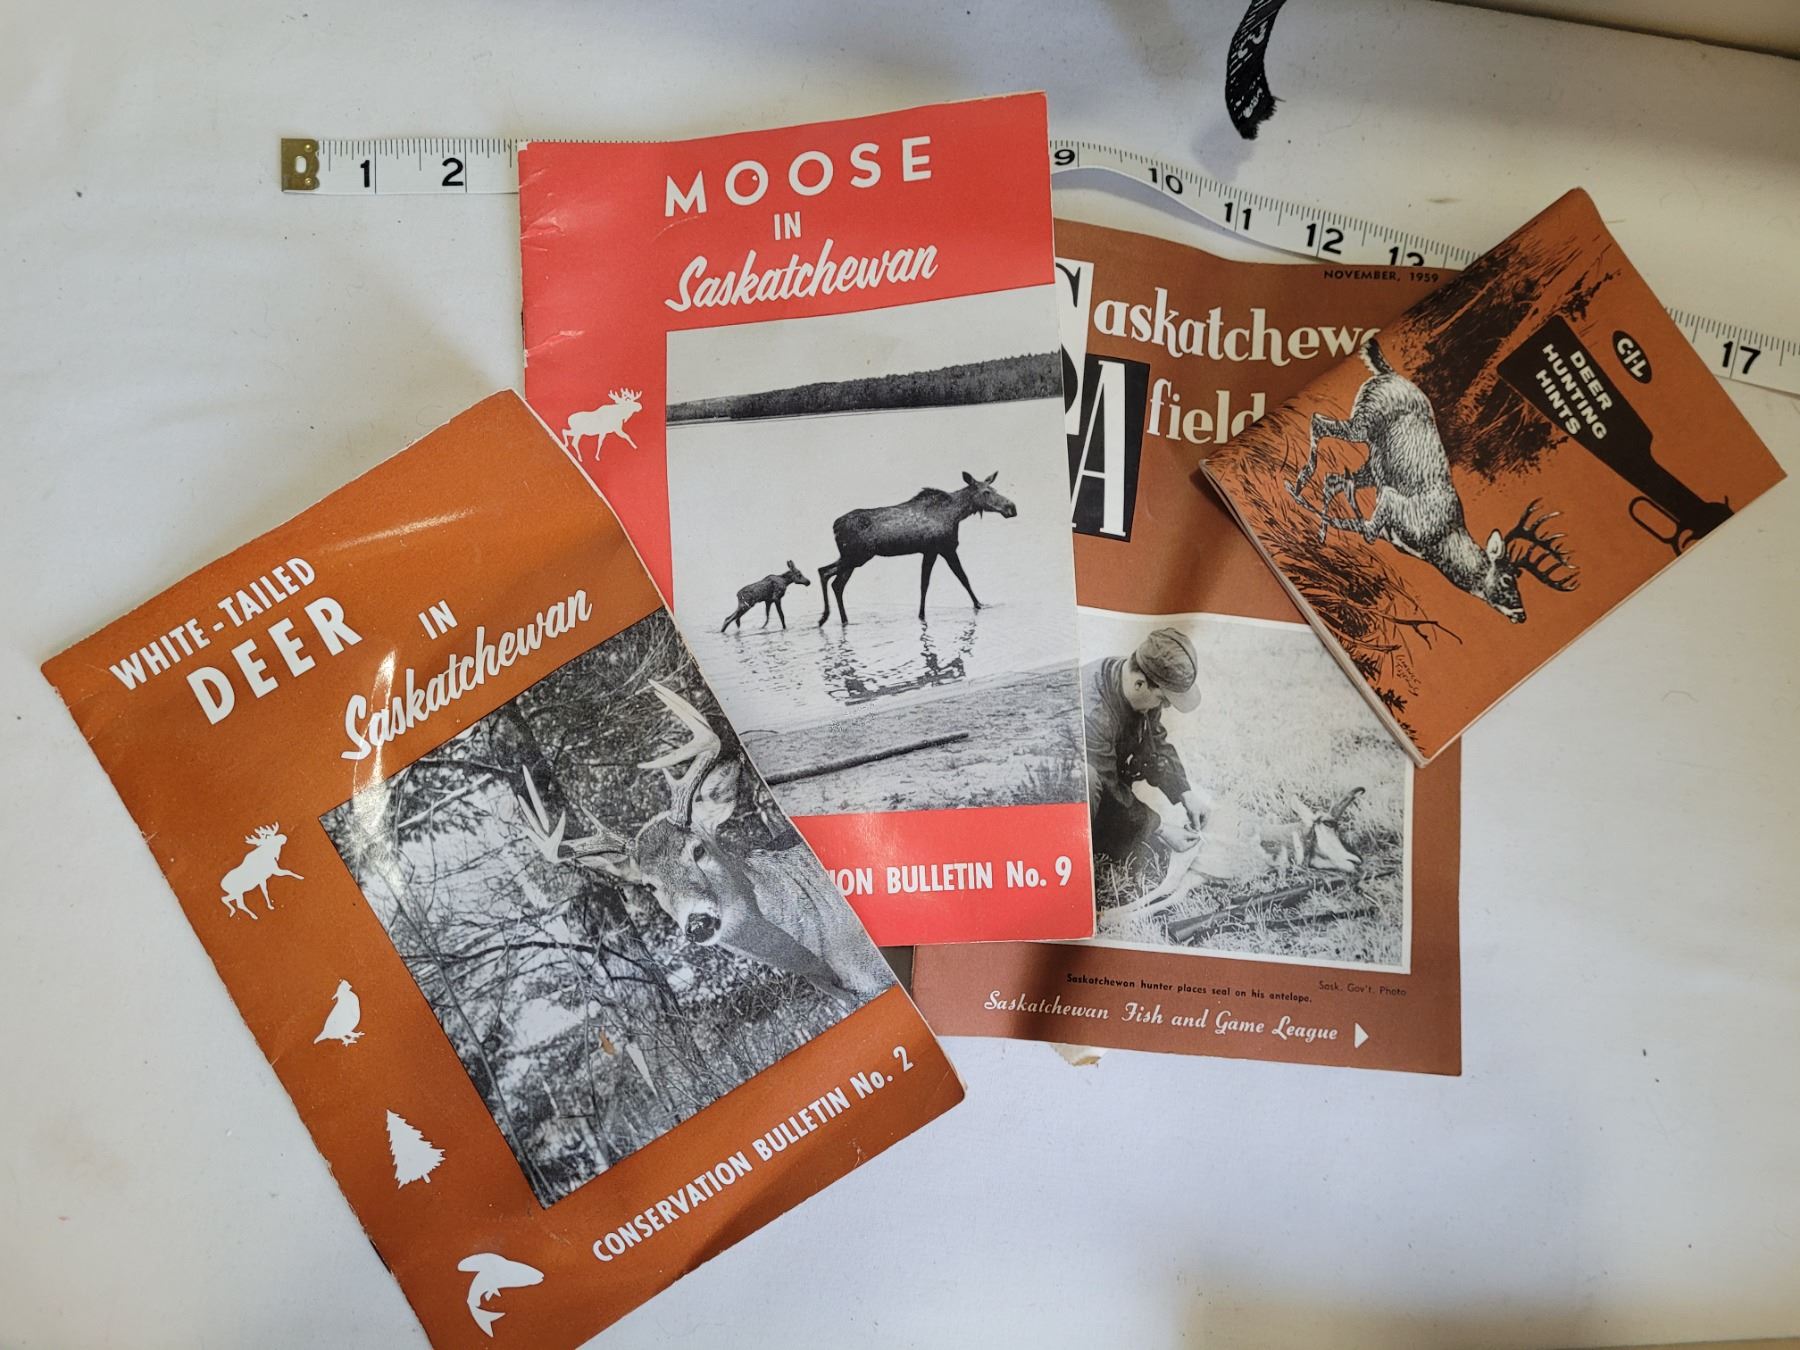 1 2 9 10 11 12 13 17
MOOSE
IN
Saskatchewan
BULLETIN No. 9
WHITE-TAILED
DEER
IN
Saskatchewan
CONSERVATION BULLETIN No. 2
NOVEMBER, 1959
field
Saskatchewan hunter places seal on his antelope.
Sask. Gov't. Photo
Saskatchewan Fish and Game League
C-I-L
DEER
HUNTING
HINTS